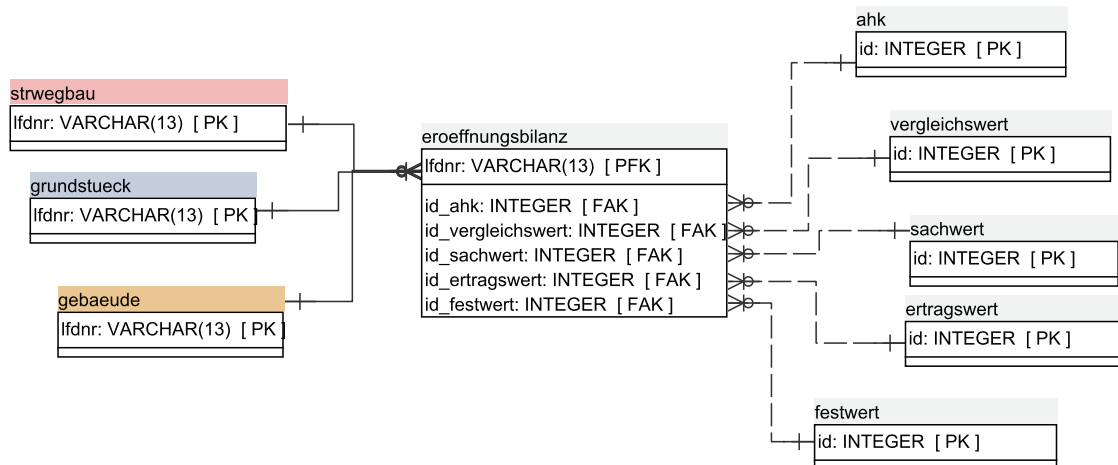 strwegbau
lfdnr: VARCHAR(13) [ PK ]
grundstueck
lfdnr: VARCHAR(13) [ PK ]
gebaeude
lfdnr: VARCHAR(13) [ PK ]
eroeffnungsbilanz
lfdnr: VARCHAR(13) [ PFK ]
id_ahk: INTEGER [ FAK ]
id_vergleichswert: INTEGER [ FAK ]
id_sachwert: INTEGER [ FAK ]
id_ertragswert: INTEGER [ FAK ]
id_festwert: INTEGER [ FAK ]
ahk
id: INTEGER [ PK ]
vergleichswert
id: INTEGER [ PK ]
sachwert
id: INTEGER [ PK ]
ertragswert
id: INTEGER [ PK ]
festwert
id: INTEGER [ PK ]